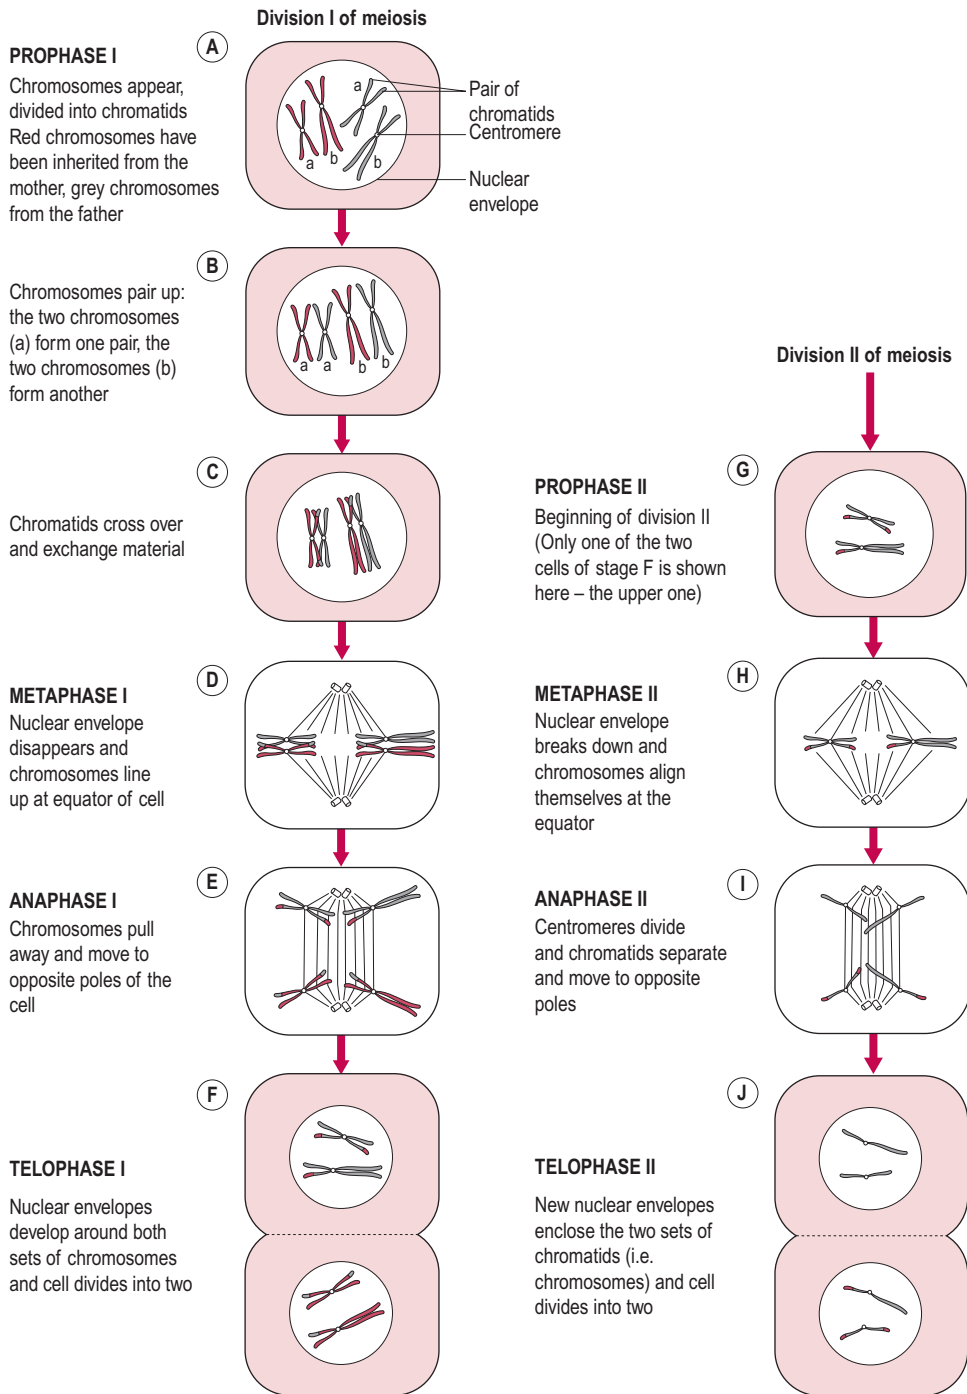 Division I of meiosis
A
PROPHASE I
Chromosomes appear,
divided into chromatids
Red chromosomes have
been inherited from the
mother, grey chromosomes
from the father
a
b
a
b
Pair of
chromatids
Centromere
Nuclear
envelope
B
Chromosomes pair up:
the two chromosomes
(a) form one pair, the
two chromosomes (b)
form another
a
a
b
b
C
Chromatids cross over
and exchange material
D
METAPHASE I
Nuclear envelope
disappears and
chromosomes line
up at equator of cell
E
ANAPHASE I
Chromosomes pull
away and move to
opposite poles of the
cell
F
TELOPHASE I
Nuclear envelopes
develop around both
sets of chromosomes
and cell divides into two
Division II of meiosis
G
PROPHASE II
Beginning of division II
(Only one of the two
cells of stage F is shown
here – the upper one)
H
METAPHASE II
Nuclear envelope
breaks down and
chromosomes align
themselves at the
equator
I
ANAPHASE II
Centromeres divide
and chromatids separate
and move to opposite
poles
J
TELOPHASE II
New nuclear envelopes
enclose the two sets of
chromatids (i.e.
chromosomes) and cell
divides into two